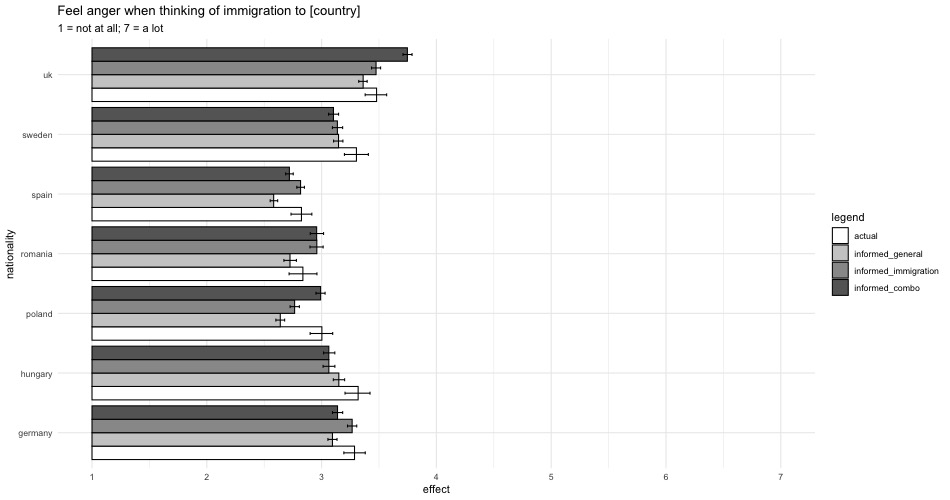 Feel anger when thinking of immigration to [country]
1 = not at all; 7 = a lot
uk
sweden
spain
romania
poland
hungary
germany
nationality
1 2 3 4 5 6 7
effect
legend
actual
informed_general
informed_immigration
informed_combo